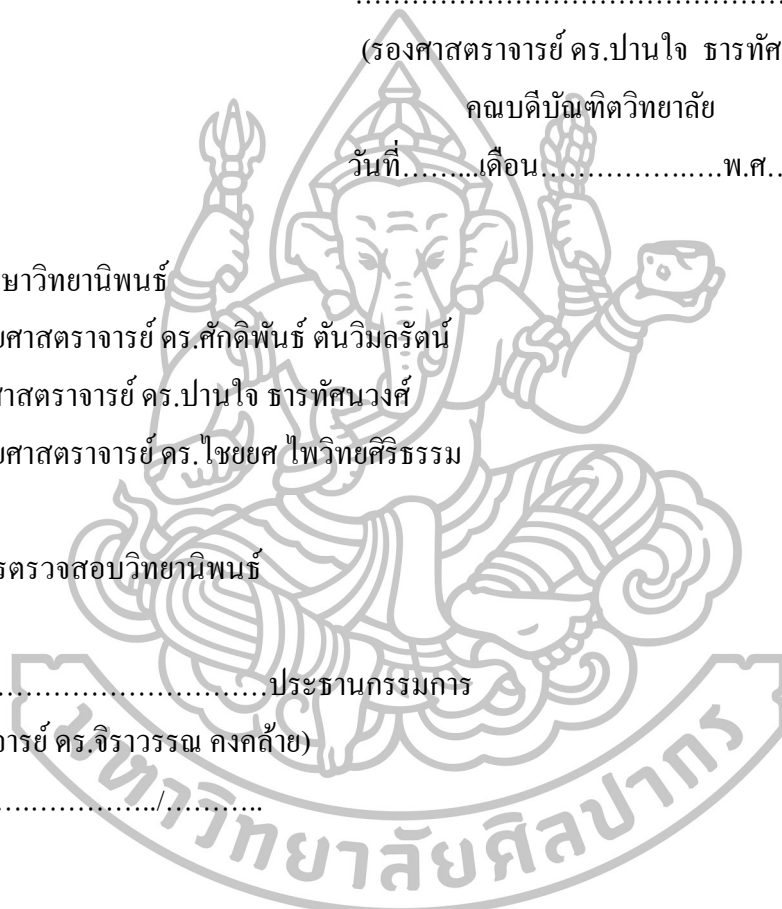 ................................................
(รองศาสตราจารย์ ดร.ปานใจ ธารทัศ
คณบดีบัณฑิตวิทยาลัย
วันที่.........เดือน.....................พ.ศ...
ษาวิทยานิพนธ์
ยศาสตราจารย์ ดร.ศักดิพันธ์ ตันวิมลรัตน์
ศาสตราจารย์ ดร.ปานใจ ธารทัศนวงศ์
ยศาสตราจารย์ ดร.ไชยยศ ไพวิทยศิริธรรม
รตรวจสอบวิทยานิพนธ์
................................ประธานกรรมการ
จารย์ ดร.จิราวรรณ คงคล้าย)
...................../...........
มหาวิทยาลัยศิลปากร